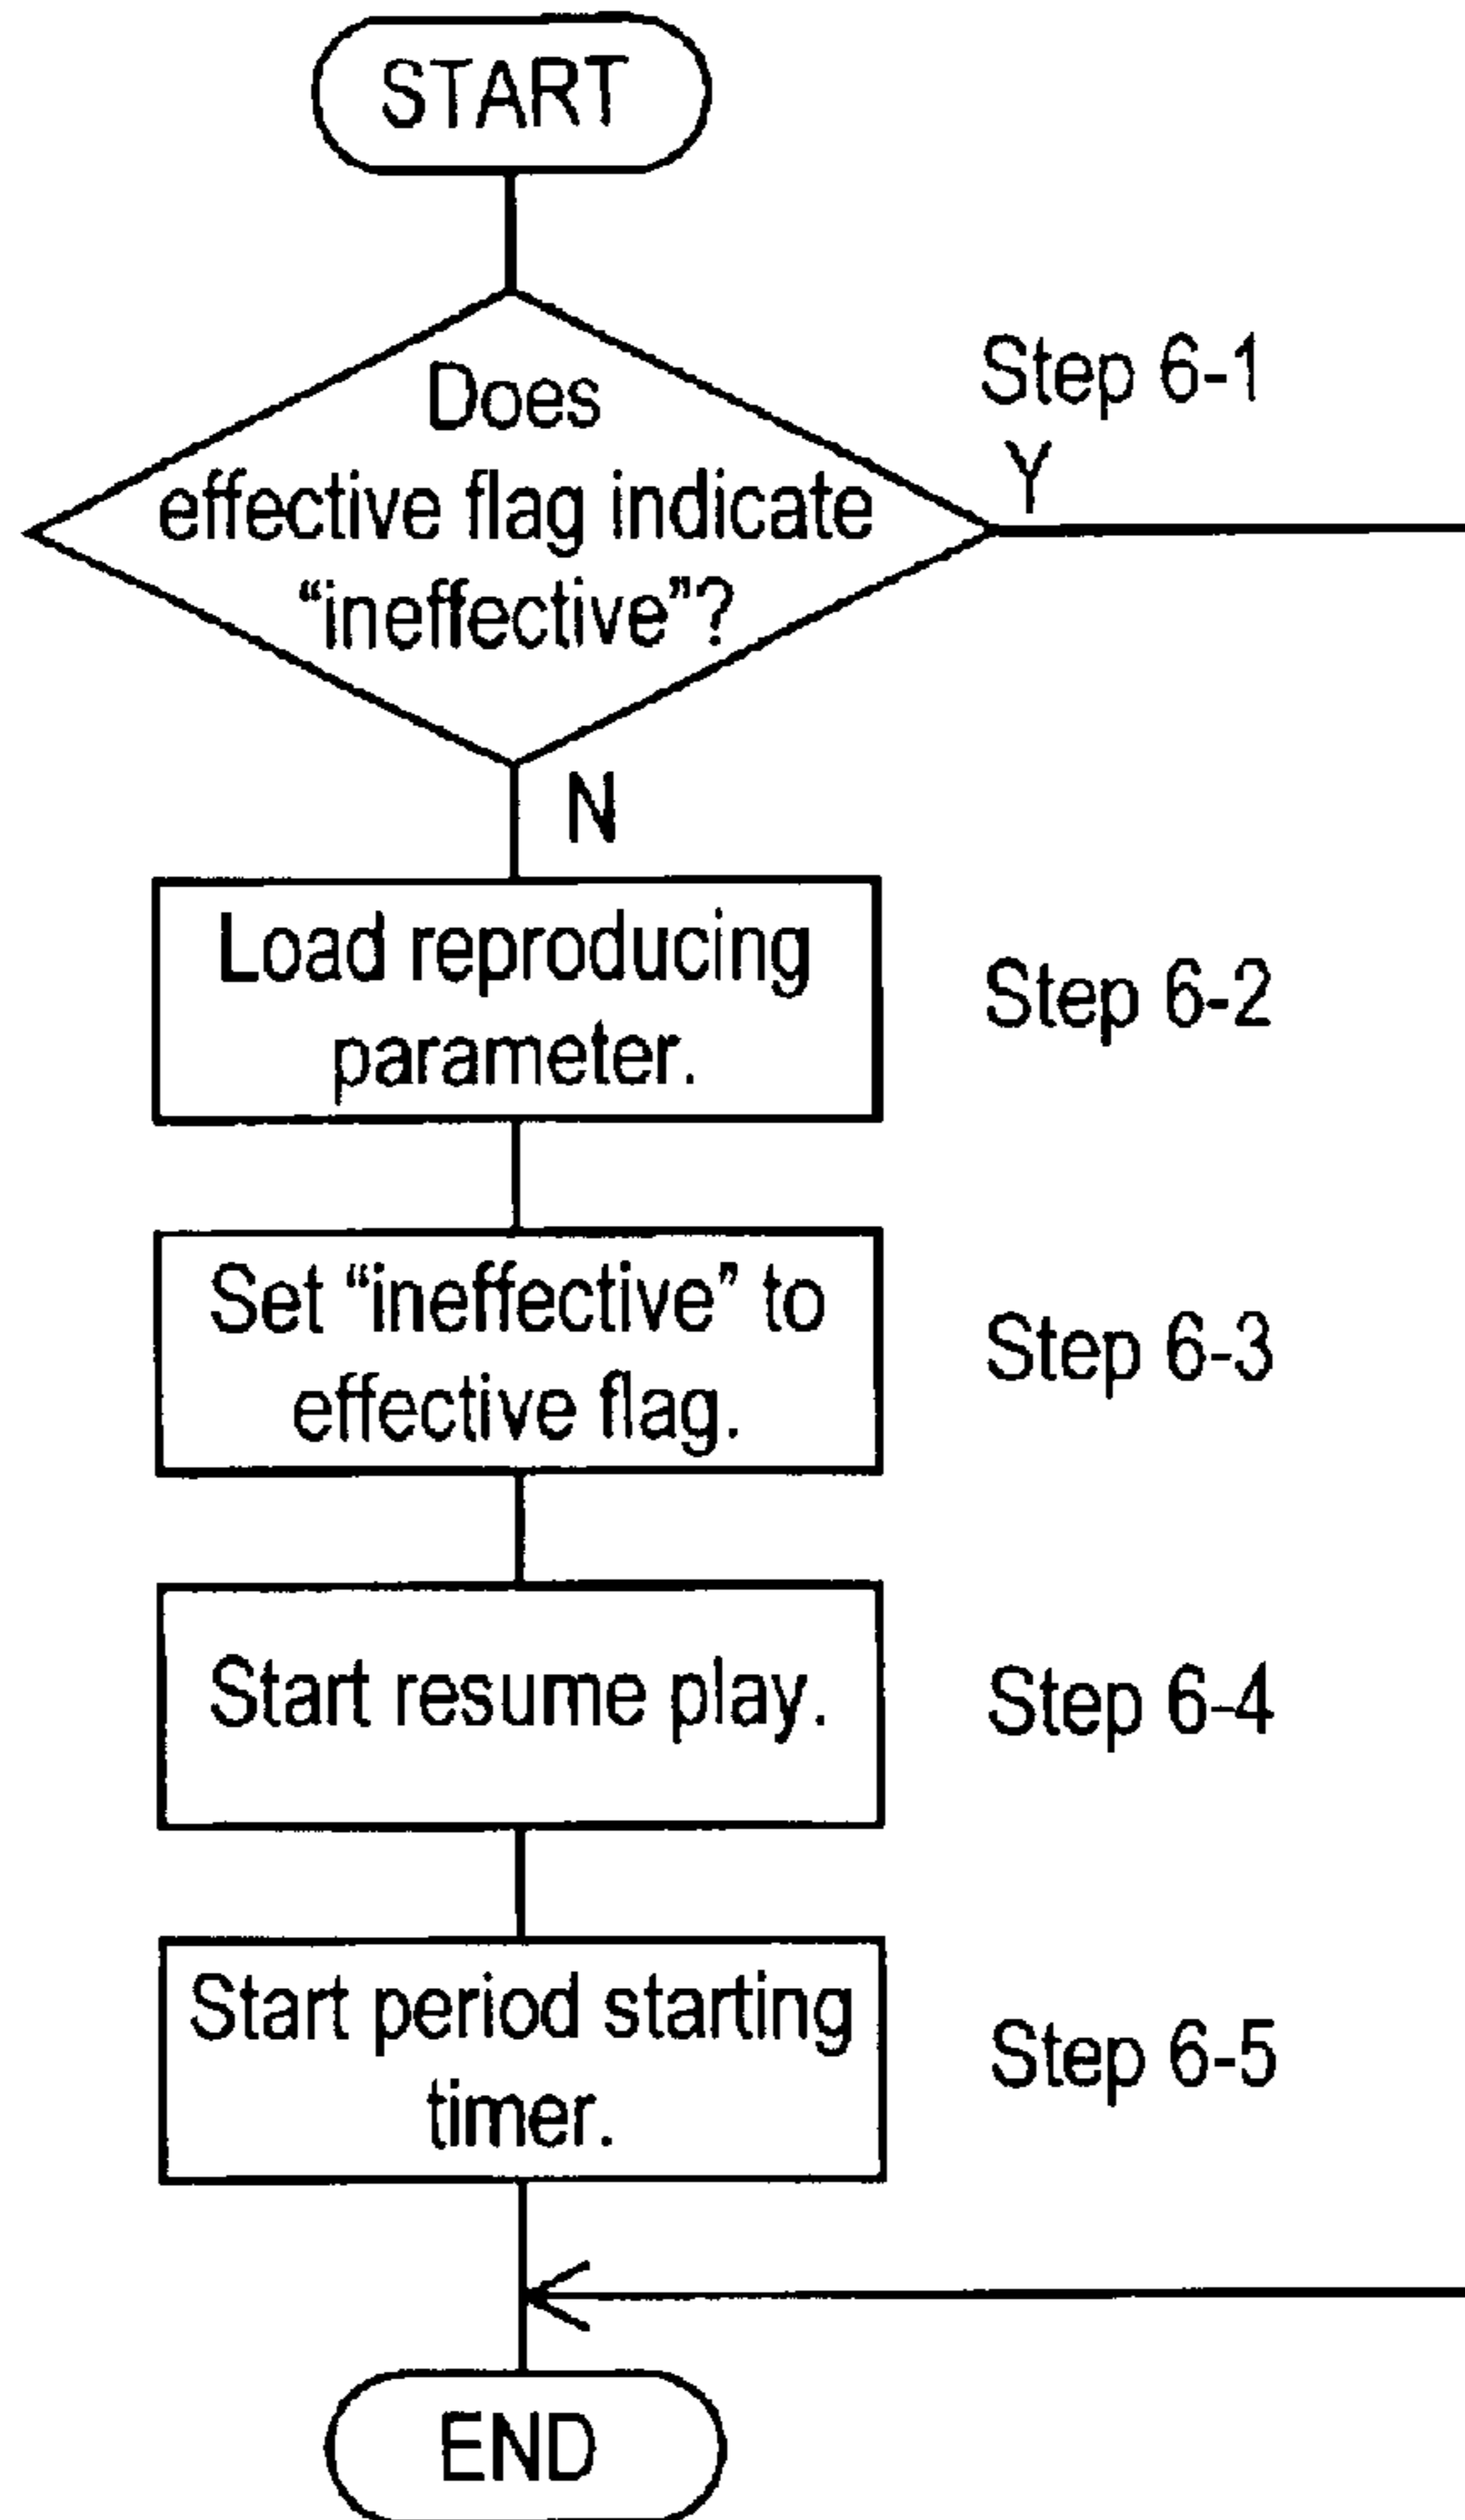 START
Does
effective flag indicate
“ineffective”?
Step 6-1
Y
N
Load reproducing
parameter.
Step 6-2
Set “ineffective” to
effective flag.
Step 6-3
Start resume play.
Step 6-4
Start period starting
timer.
Step 6-5
END